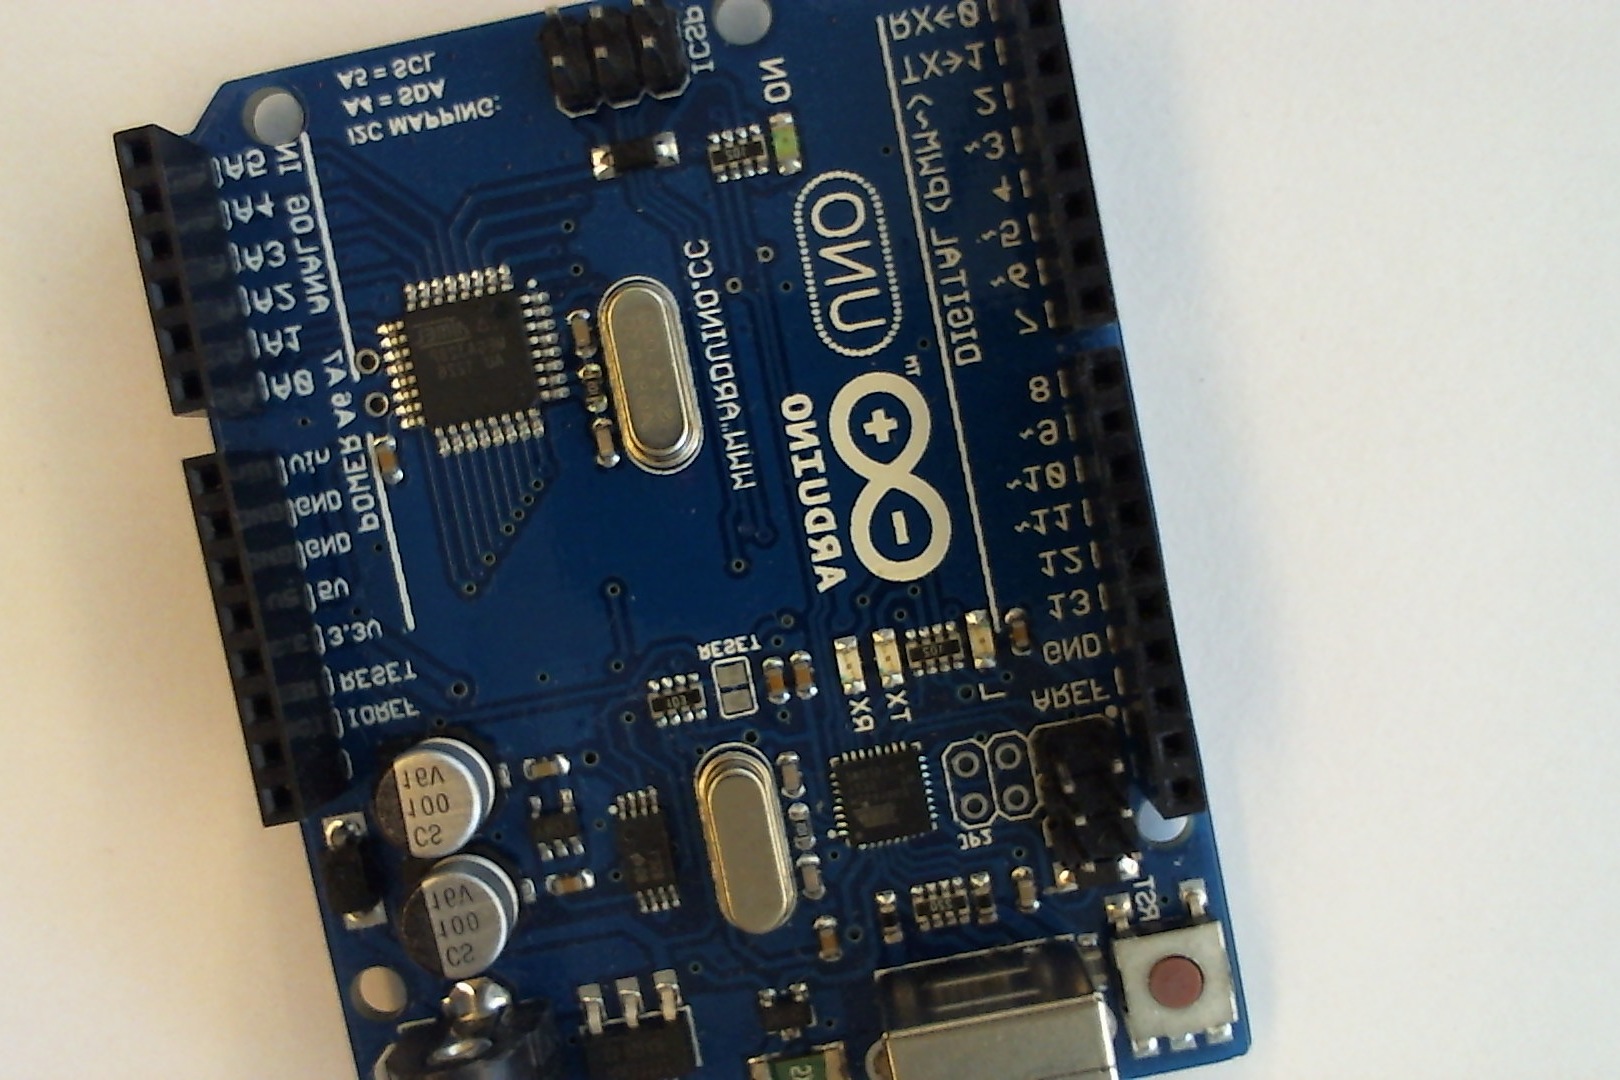 A5 = SCL
A4 = SDA
I2C MAPPING:
ICSP
ON
RX←0
TX→1
2
~3
4
~5
~6
7
8
~9
~10
~11
12
13
GND
AREF
DIGITAL (PWM~)
UNO
ARDUINO
TM
WWW.ARDUINO.CC
A5
A4
A3
A2
A1
A0
ANALOG IN
Vin
GND
GND
5V
3.3V
RESET
IOREF
POWER
RESET
RX
TX
L
JP2
RST
16V
100
CS
16V
100
CS